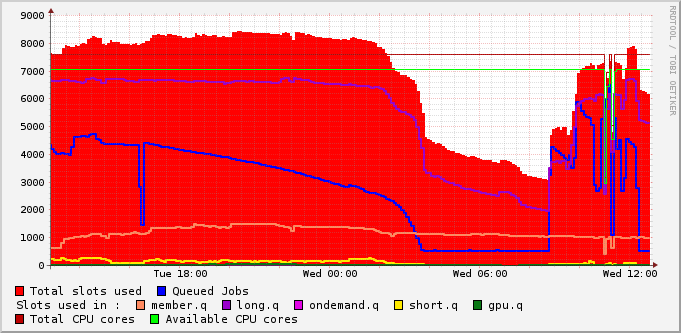 9000
8000
7000
6000
5000
4000
3000
2000
1000
0
Tue 18:00 Wed 00:00 Wed 06:00 Wed 12:00
RRDTOOL / TOBI OETIKER
Total slots used Queued Jobs
Slots used in : member.q long.q ondemand.q short.q gpu.q
Total CPU cores Available CPU cores